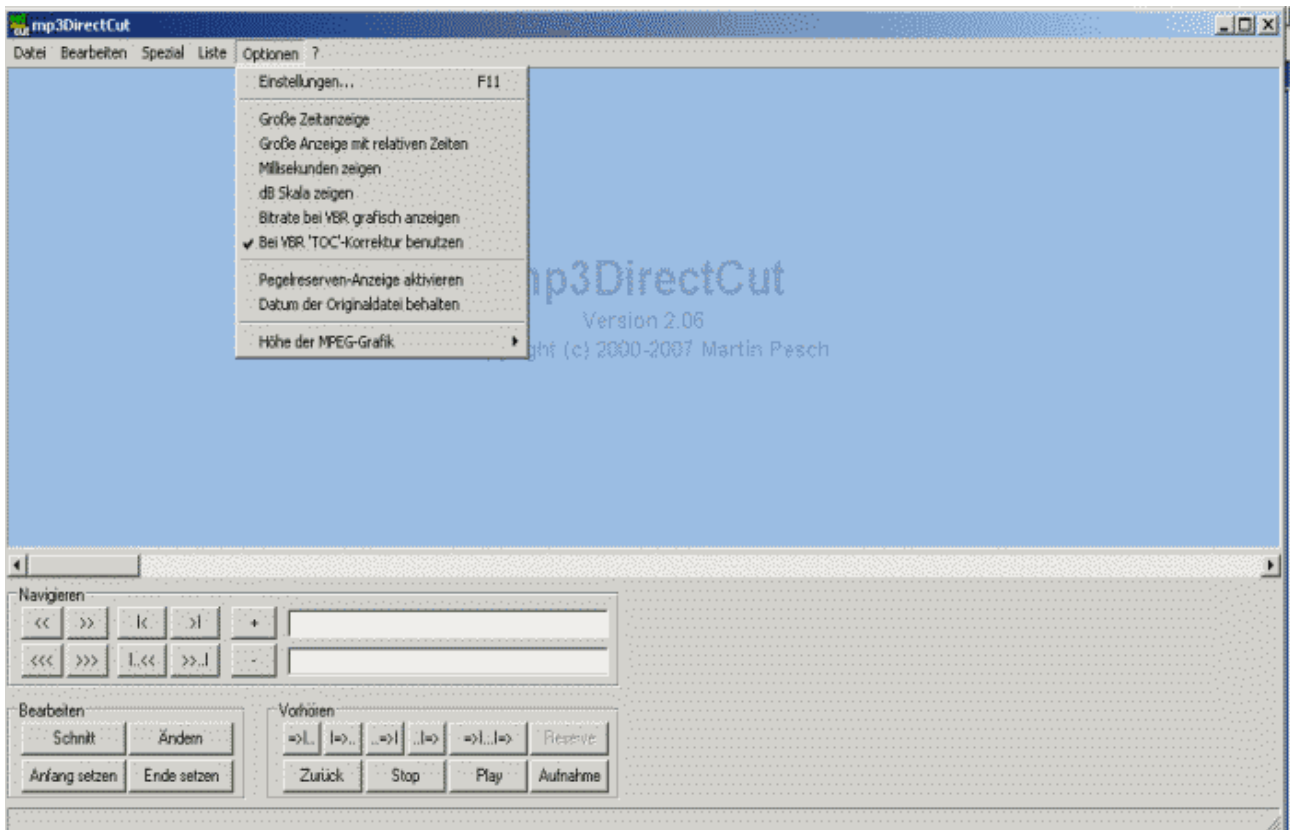 mp3DirectCut
Datei Bearbeiten Spezial Liste Optionen ?
Einstellungen... F11
Große Zeitanzeige
Große Anzeige mit relativen Zeiten
Millisekunden zeigen
dB Skala zeigen
Bitrate bei VBR grafisch anzeigen
Bei VBR 'TOC'-Korrektur benutzen
Pegelreserven-Anzeige aktivieren
Datum der Originaldatei behalten
Höhe der MPEG-Grafik
mp3DirectCut
Version 2.06
(c) 2000-2007 Martin Pesch
Navigieren
<< >> |< >| +
<<< >>> |..<< >>..| -
Bearbeiten
Schnitt Ändern
Anfang setzen Ende setzen
Vorhören
=>|.. |=>.. ..=>| ..|=> =>|...|=> Reserve
Zurück Stop Play Aufnahme